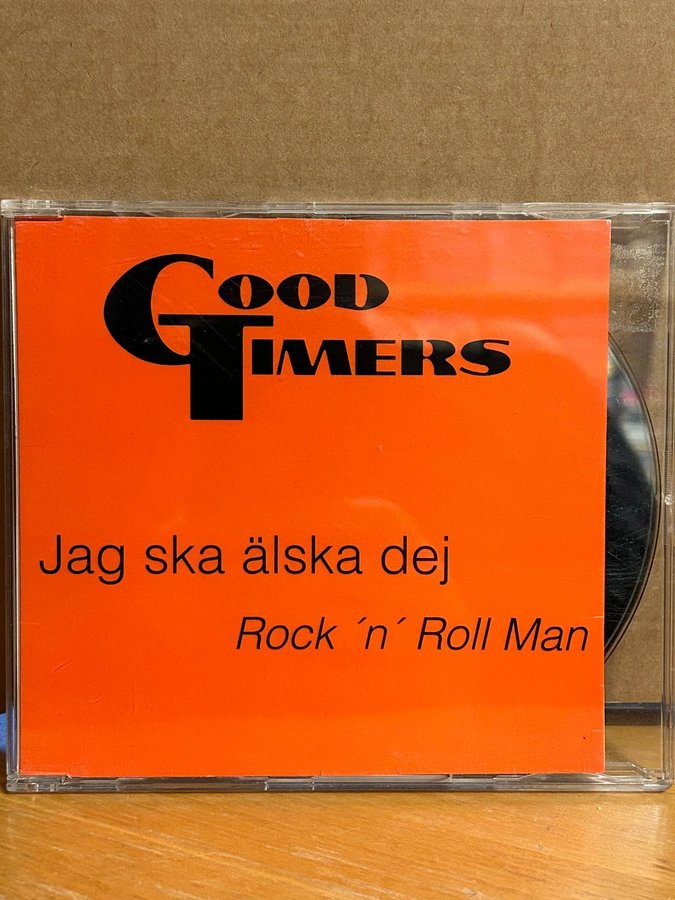 GOOD
TIMERS
Jag ska älska dej
Rock ´n´ Roll Man